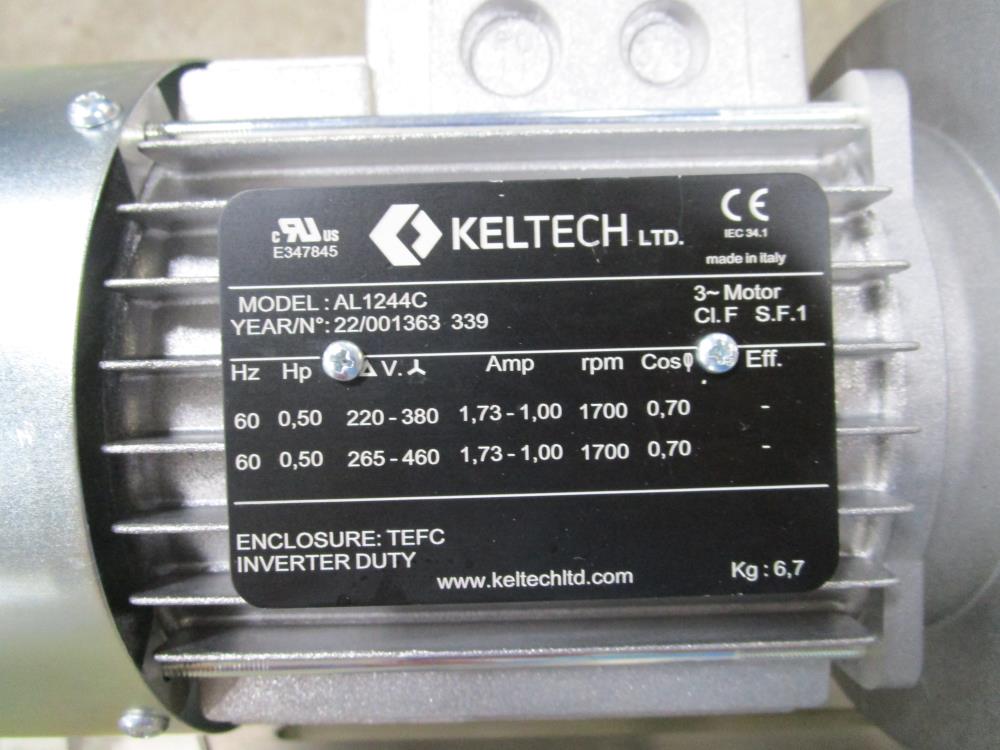 c RU US
E347845
KELTECH LTD.
CE
IEC 34.1
made in italy
MODEL : AL1244C
3~ Motor
YEAR/N°: 22/001363 339
Cl. F S.F.1
Hz Hp Δ V. ⅄ Amp rpm Cosφ Eff.
60 0,50 220 - 380 1,73 - 1,00 1700 0,70 -
60 0,50 265 - 460 1,73 - 1,00 1700 0,70 -
ENCLOSURE: TEFC
INVERTER DUTY
www.keltechltd.com
Kg : 6,7